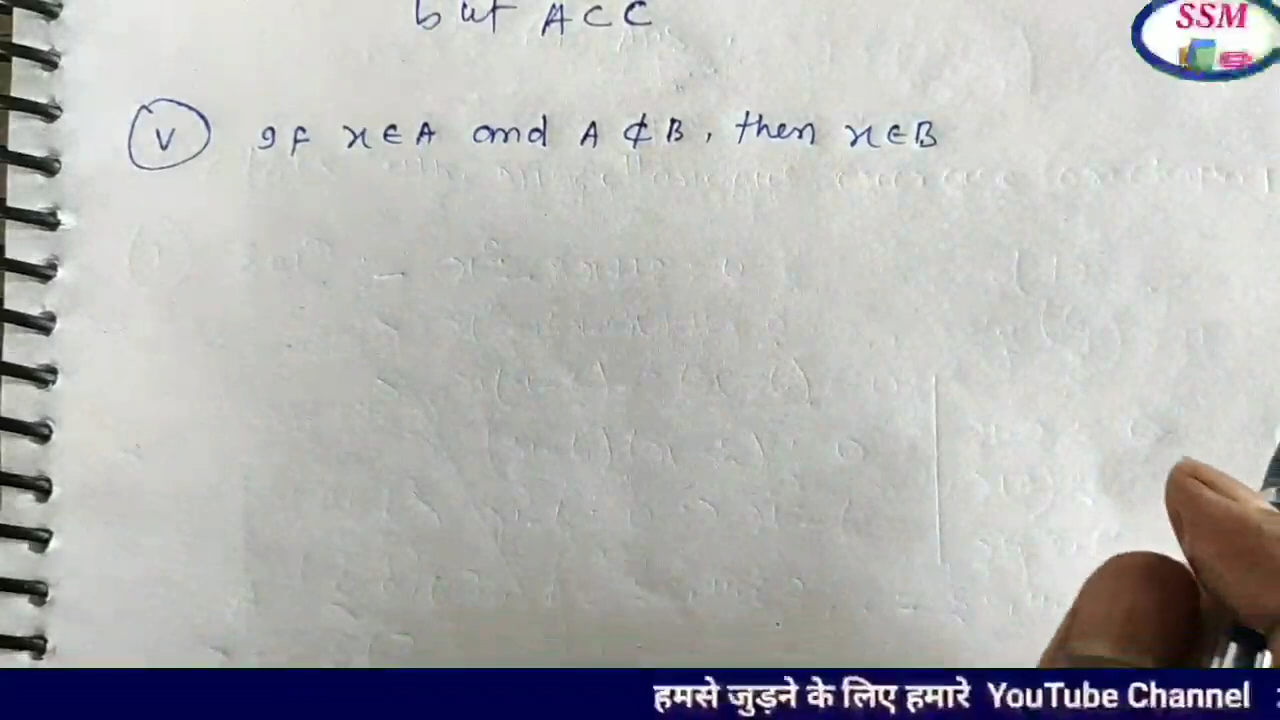 but A⊂C
SSM
(v) If x∈A and A⊄B, then x∈B
हमसे जुड़ने के लिए हमारे YouTube Channel